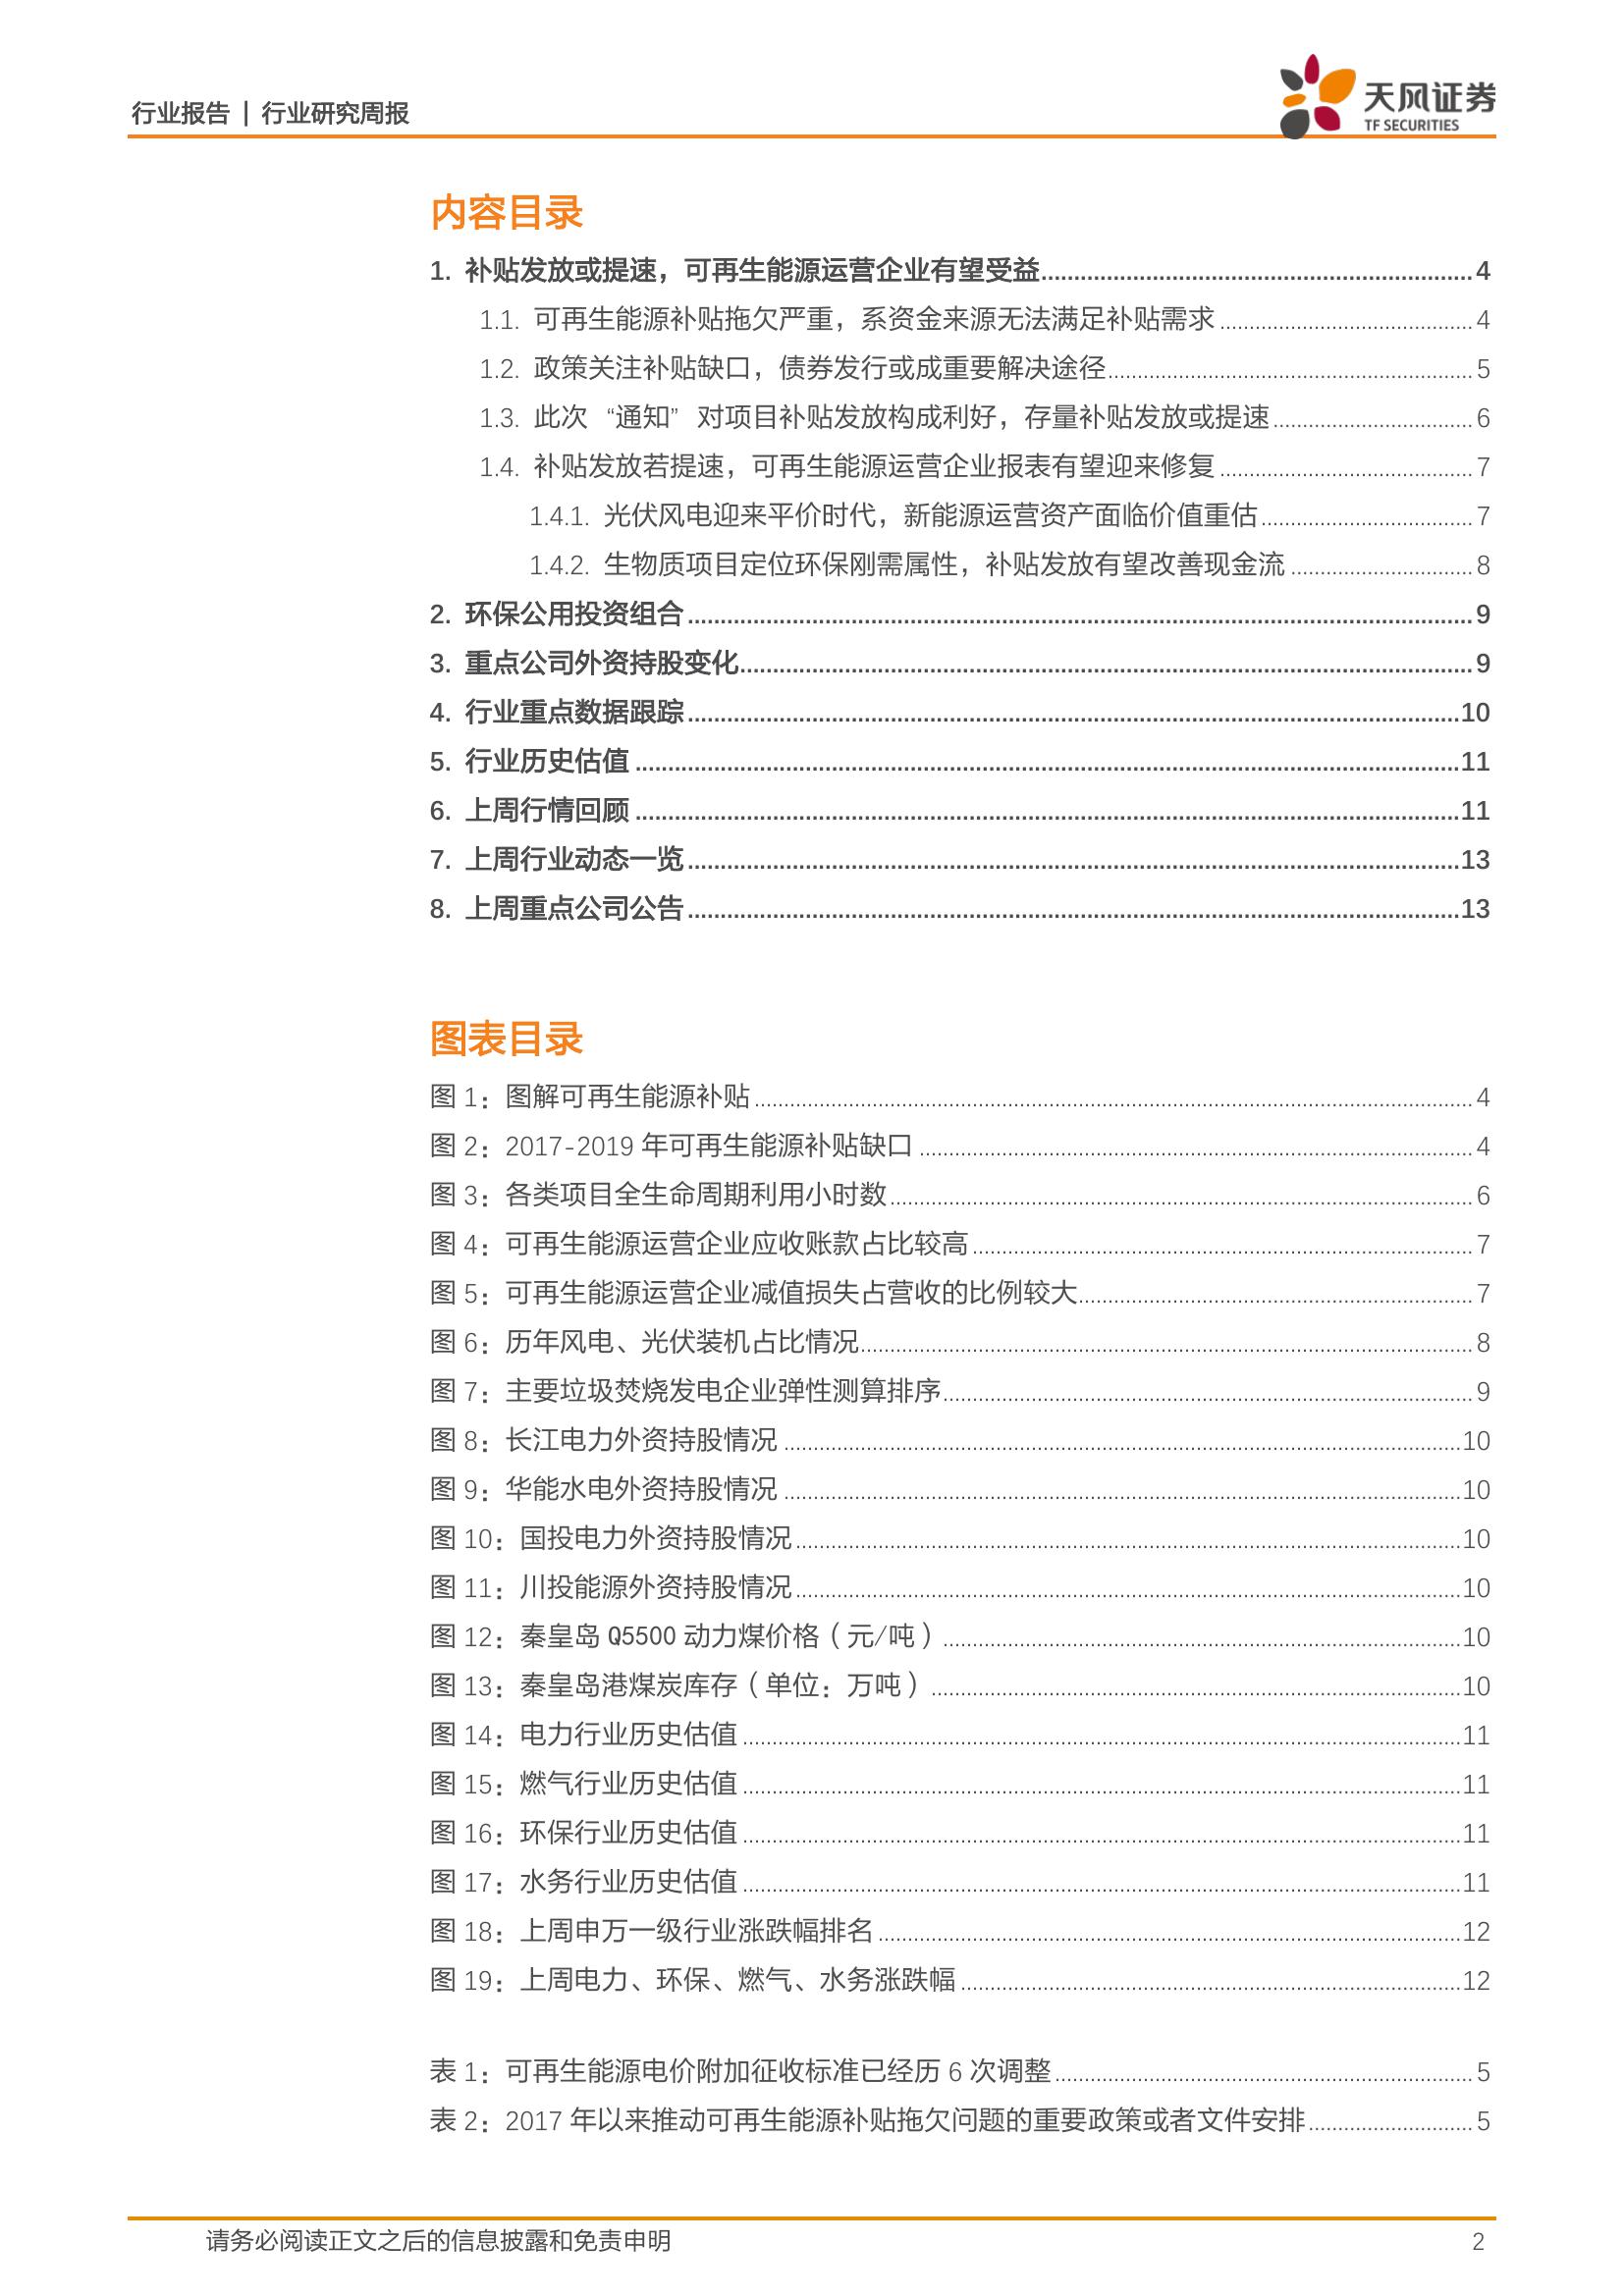 行业报告 | 行业研究周报
天风证券
TF SECURITIES
内容目录
1. 补贴发放或提速，可再生能源运营企业有望受益 4
1.1. 可再生能源补贴拖欠严重，系资金来源无法满足补贴需求 4
1.2. 政策关注补贴缺口，债券发行或成重要解决途径 5
1.3. 此次 “通知” 对项目补贴发放构成利好，存量补贴发放或提速 6
1.4. 补贴发放若提速，可再生能源运营企业报表有望迎来修复 7
1.4.1. 光伏风电迎来平价时代，新能源运营资产面临价值重估 7
1.4.2. 生物质项目定位环保刚需属性，补贴发放有望改善现金流 8
2. 环保公用投资组合 9
3. 重点公司外资持股变化 9
4. 行业重点数据跟踪 10
5. 行业历史估值 11
6. 上周行情回顾 11
7. 上周行业动态一览 13
8. 上周重点公司公告 13
图表目录
图 1：图解可再生能源补贴 4
图 2：2017-2019 年可再生能源补贴缺口 4
图 3：各类项目全生命周期利用小时数 6
图 4：可再生能源运营企业应收账款占比较高 7
图 5：可再生能源运营企业减值损失占营收的比例较大 7
图 6：历年风电、光伏装机占比情况 8
图 7：主要垃圾焚烧发电企业弹性测算排序 9
图 8：长江电力外资持股情况 10
图 9：华能水电外资持股情况 10
图 10：国投电力外资持股情况 10
图 11：川投能源外资持股情况 10
图 12：秦皇岛 Q5500 动力煤价格（元/吨） 10
图 13：秦皇岛港煤炭库存（单位：万吨） 10
图 14：电力行业历史估值 11
图 15：燃气行业历史估值 11
图 16：环保行业历史估值 11
图 17：水务行业历史估值 11
图 18：上周申万一级行业涨跌幅排名 12
图 19：上周电力、环保、燃气、水务涨跌幅 12
表 1：可再生能源电价附加征收标准已经历 6 次调整 5
表 2：2017 年以来推动可再生能源补贴拖欠问题的重要政策或者文件安排 5
请务必阅读正文之后的信息披露和免责申明 2